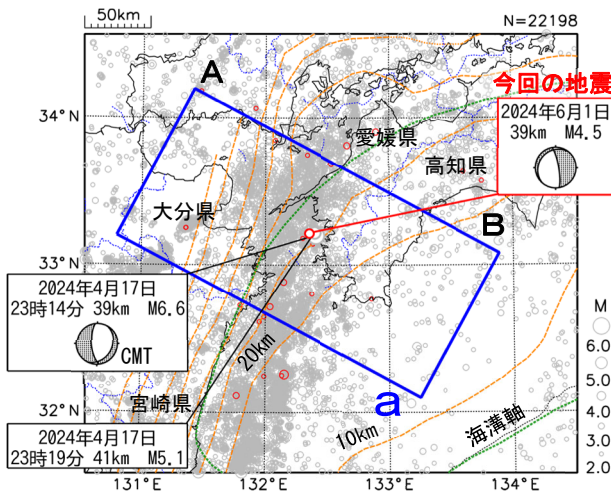 50km
N=22198
A
今回の地震
34°N
愛媛県
2024年6月1日
39km M4.5
高知県
大分県
B
33°N
2024年4月17日
23時14分 39km M6.6
CMT
20km
M
6.0
5.0
4.0
3.0
2.0
宮崎県
a
32°N
10km
海溝軸
2024年4月17日
23時19分 41km M5.1
131°E
132°E
133°E
134°E